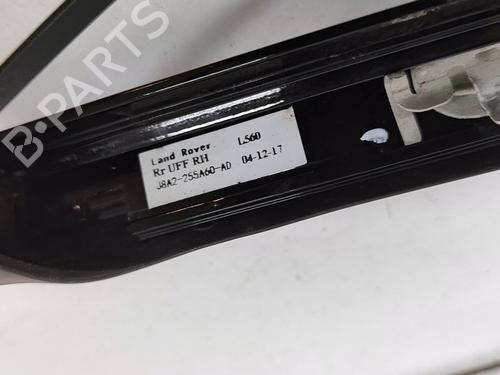 B-PARTS
Land Rover L560
Rr UFF RH
J8A2-255A60-AD 04-12-17